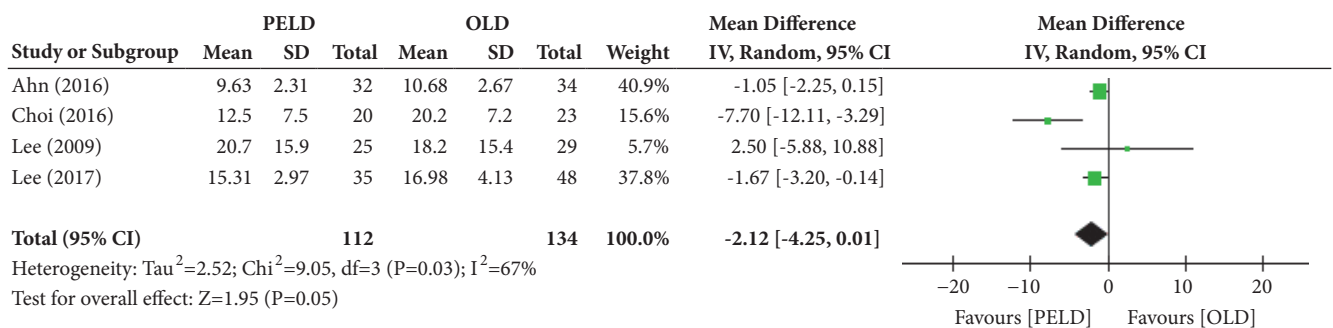 PELD OLD Mean Difference Mean Difference
Study or Subgroup Mean SD Total Mean SD Total Weight IV, Random, 95% CI IV, Random, 95% CI
Ahn (2016) 9.63 2.31 32 10.68 2.67 34 40.9% -1.05 [-2.25, 0.15]
Choi (2016) 12.5 7.5 20 20.2 7.2 23 15.6% -7.70 [-12.11, -3.29]
Lee (2009) 20.7 15.9 25 18.2 15.4 29 5.7% 2.50 [-5.88, 10.88]
Lee (2017) 15.31 2.97 35 16.98 4.13 48 37.8% -1.67 [-3.20, -0.14]
Total (95% CI) 112 134 100.0% -2.12 [-4.25, 0.01]
Heterogeneity: Tau²=2.52; Chi²=9.05, df=3 (P=0.03); I²=67%
Test for overall effect: Z=1.95 (P=0.05)
−20 −10 0 10 20
Favours [PELD] Favours [OLD]